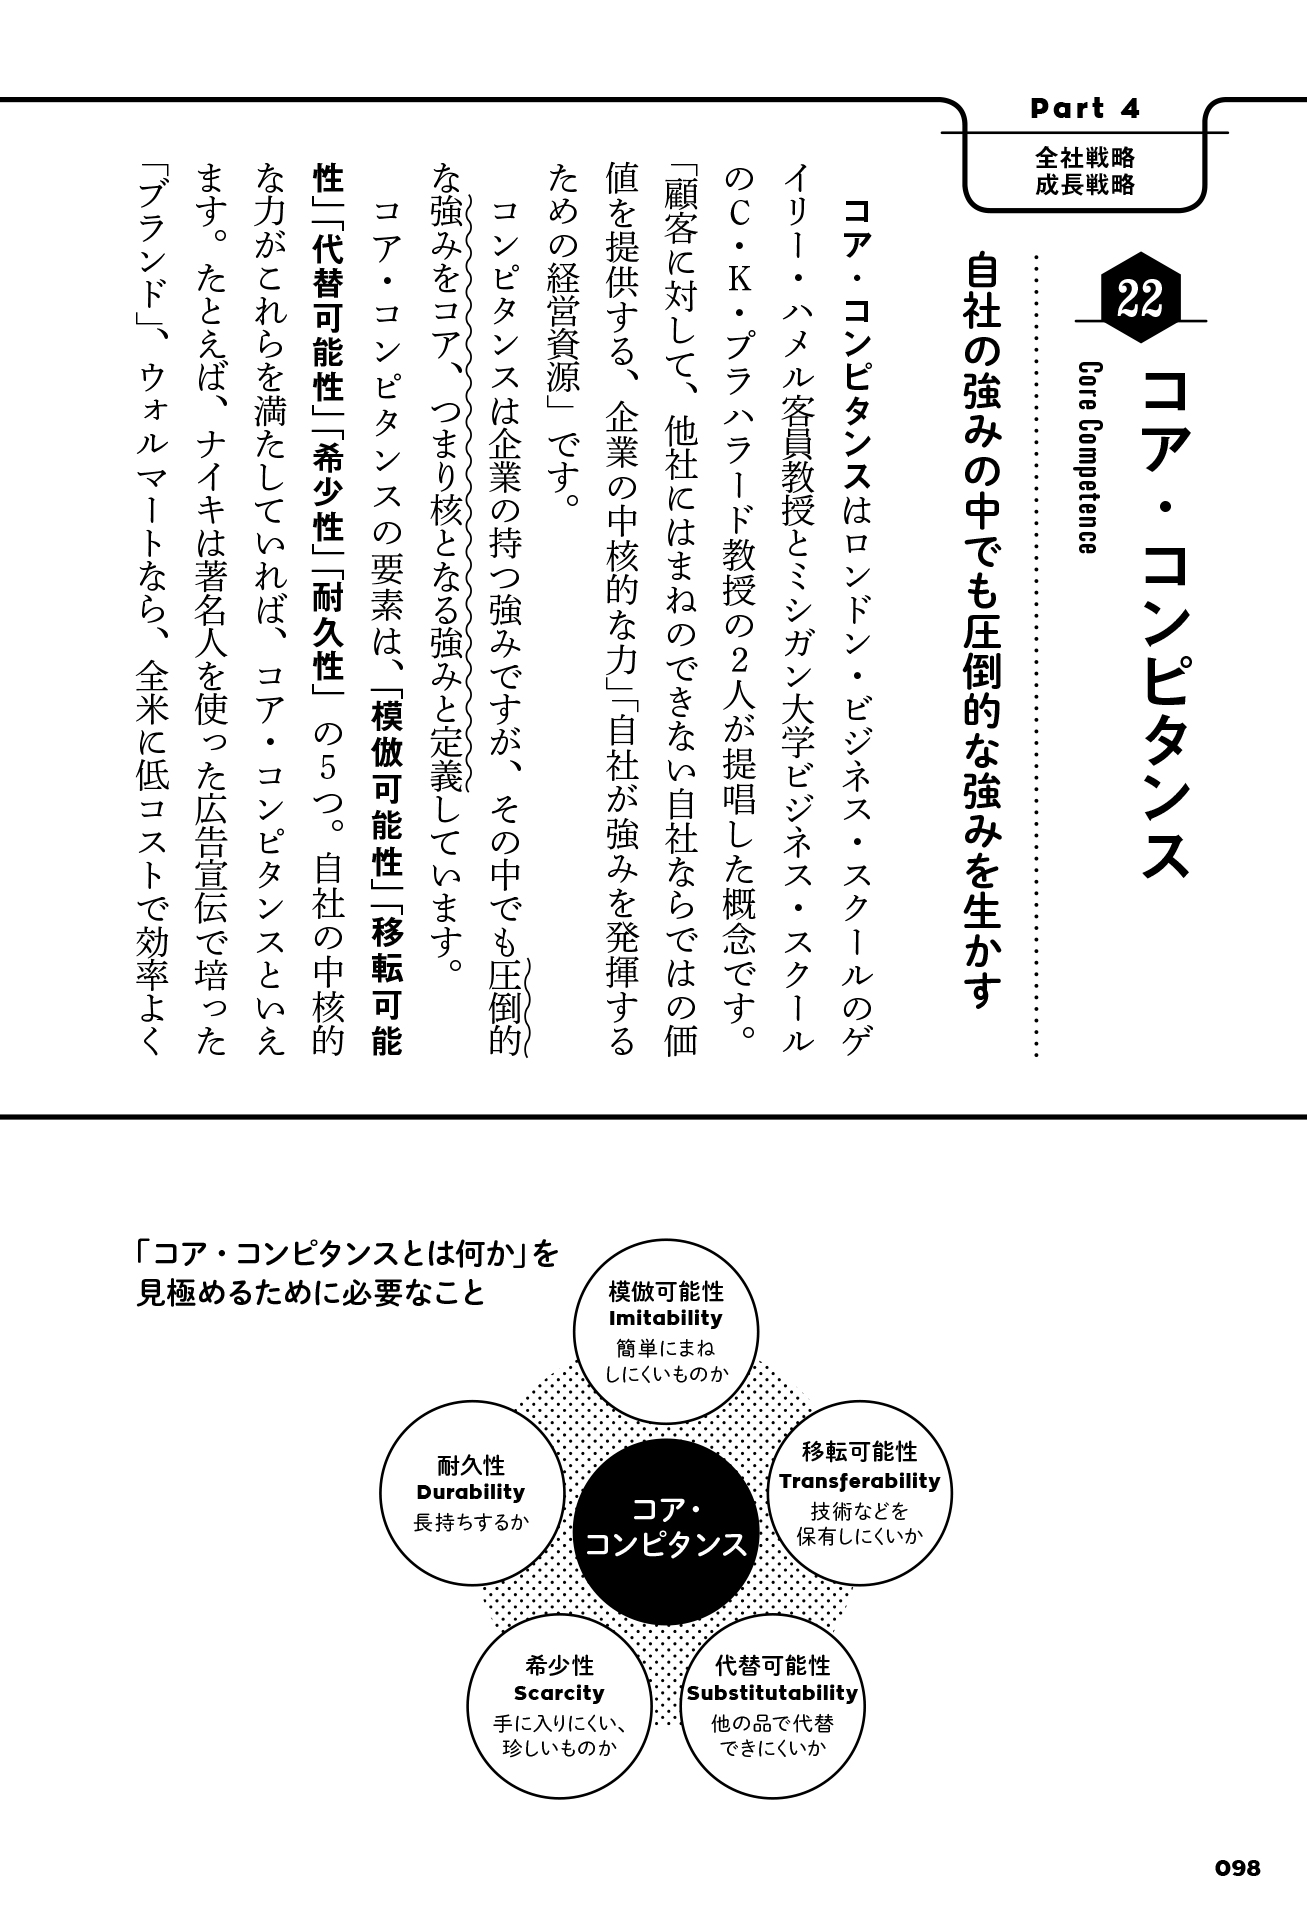 Part 4
全社戦略
成長戦略
22
コア・コンピタンス
Core Competence
自社の強みの中でも圧倒的な強みを生かす
コア・コンピタンスはロンドン・ビジネス・スクールのゲ
イリー・ハメル客員教授とミシガン大学ビジネス・スクール
のC・K・プラハラード教授の2人が提唱した概念です。
「顧客に対して、他社にはまねのできない自社ならではの価
値を提供する、企業の中核的な力」「自社が強みを発揮する
ための経営資源」です。
コンピタンスは企業の持つ強みですが、その中でも圧倒的
な強みをコア、つまり核となる強みと定義しています。
コア・コンピタンスの要素は、「模倣可能性」「移転可能
性」「代替可能性」「希少性」「耐久性」の5つ。自社の中核的
な力がこれらを満たしていれば、コア・コンピタンスといえ
ます。たとえば、ナイキは著名人を使った広告宣伝で培った
「ブランド」、ウォルマートなら、全米に低コストで効率よく
「コア・コンピタンスとは何か」を
見極めるために必要なこと
模倣可能性
Imitability
簡単にまね
しにくいものか
移転可能性
Transferability
技術などを
保有しにくいか
代替可能性
Substitutability
他の品で代替
できにくいか
希少性
Scarcity
手に入りにくい、
珍しいものか
耐久性
Durability
長持ちするか
コア・
コンピタンス
098